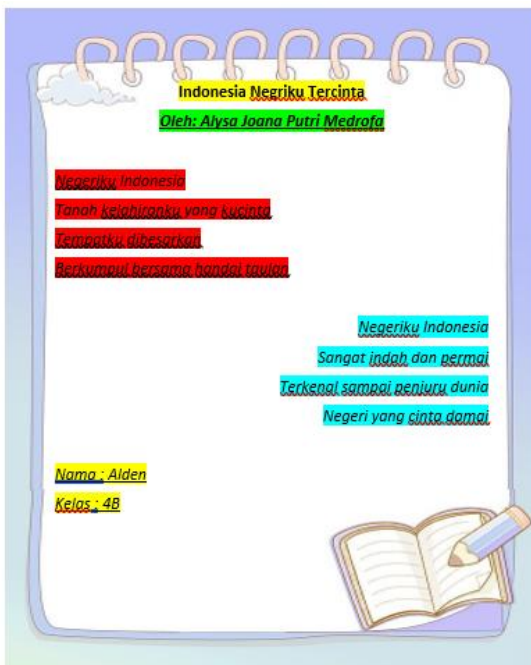 Indonesia Negriku Tercinta
Oleh: Alysa Joana Putri Medrofa
Negeriku Indonesia
Tanah kelahiranku yang kucinta
Tempatku dibesarkan
Berkumpul bersama handai taulan
Negeriku Indonesia
Sangat indah dan permai
Terkenal sampai penjuru dunia
Negeri yang cinta damai
Nama : Aiden
Kelas : 4B